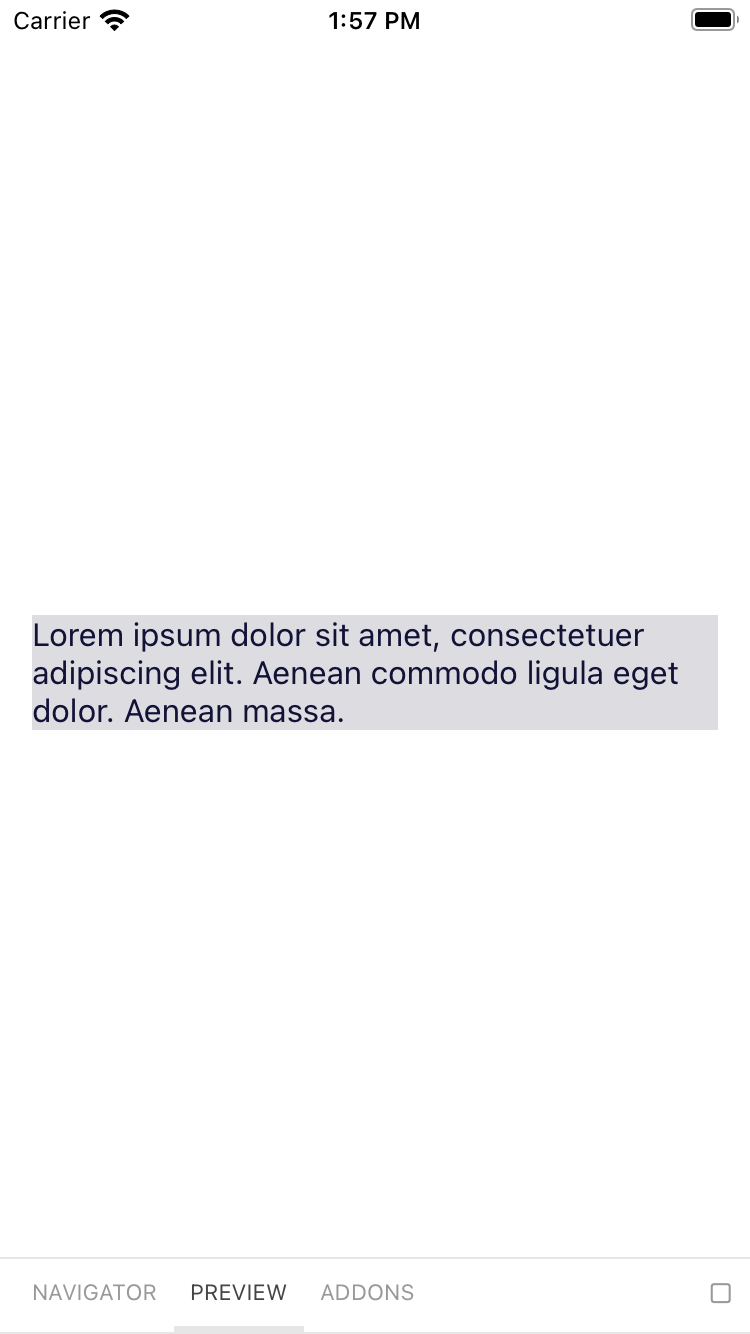 Carrier 1:57 PM
Lorem ipsum dolor sit amet, consectetuer
adipiscing elit. Aenean commodo ligula eget
dolor. Aenean massa.
NAVIGATOR PREVIEW ADDONS